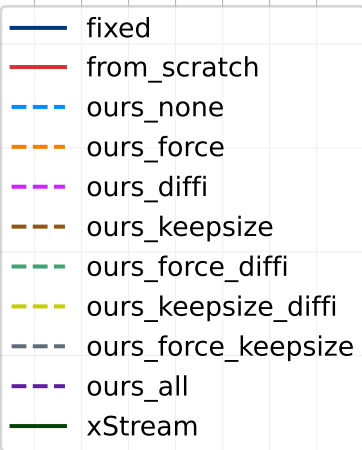 fixed
from_scratch
ours_none
ours_force
ours_diffi
ours_keepsize
ours_force_diffi
ours_keepsize_diffi
ours_force_keepsize
ours_all
xStream